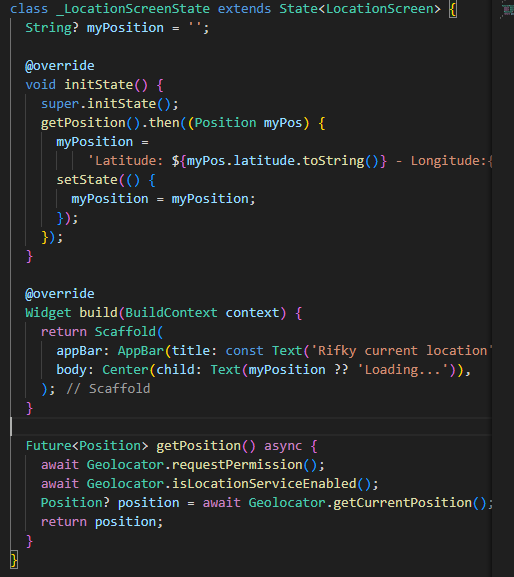 class _LocationScreenState extends State<LocationScreen> {
  String? myPosition = '';

  @override
  void initState() {
    super.initState();
    getPosition().then((Position myPos) {
      myPosition =
          'Latitude: ${myPos.latitude.toString()} - Longitude:{
      setState(() {
        myPosition = myPosition;
      });
    });
  }

  @override
  Widget build(BuildContext context) {
    return Scaffold(
      appBar: AppBar(title: const Text('Rifky current location'
      body: Center(child: Text(myPosition ?? 'Loading...')),
    ); // Scaffold
  }

  Future<Position> getPosition() async {
    await Geolocator.requestPermission();
    await Geolocator.isLocationServiceEnabled();
    Position? position = await Geolocator.getCurrentPosition();
    return position;
  }
}